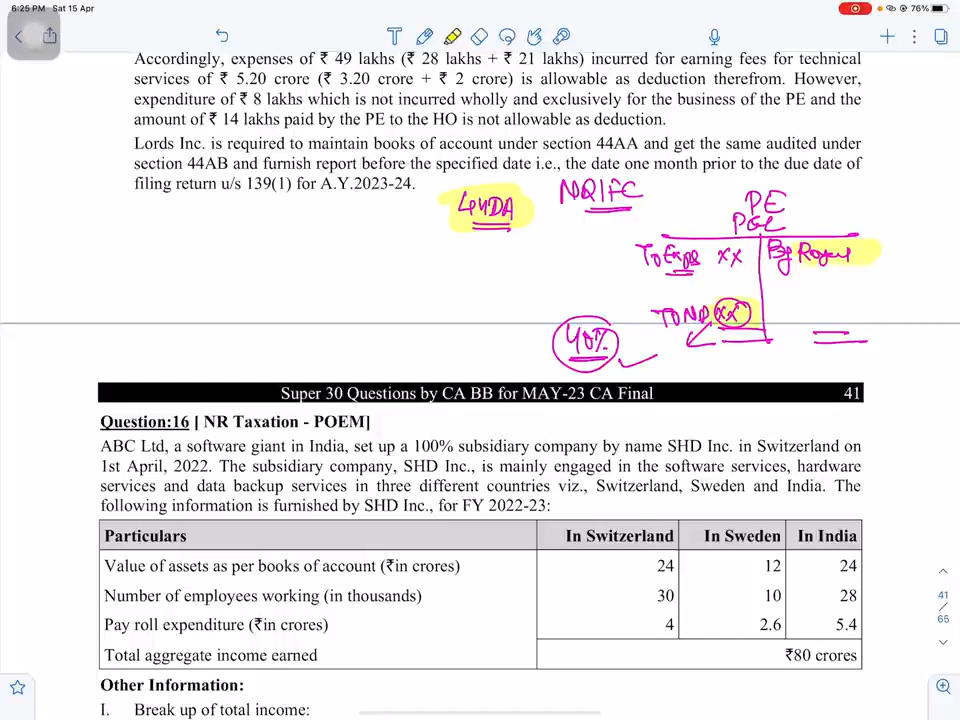 6:25 PM Sat 15 Apr
76%
Accordingly, expenses of ₹ 49 lakhs (₹ 28 lakhs + ₹ 21 lakhs) incurred for earning fees for technical
services of ₹ 5.20 crore (₹ 3.20 crore + ₹ 2 crore) is allowable as deduction therefrom. However,
expenditure of ₹ 8 lakhs which is not incurred wholly and exclusively for the business of the PE and the
amount of ₹ 14 lakhs paid by the PE to the HO is not allowable as deduction.
Lords Inc. is required to maintain books of account under section 44AA and get the same audited under
section 44AB and furnish report before the specified date i.e., the date one month prior to the due date of
filing return u/s 139(1) for A.Y.2023-24.
44DA
PE
To Exps xx
By
To NP xx
40%
Super 30 Questions by CA BB for MAY-23 CA Final 41
Question:16 [ NR Taxation - POEM]
ABC Ltd, a software giant in India, set up a 100% subsidiary company by name SHD Inc. in Switzerland on
1st April, 2022. The subsidiary company, SHD Inc., is mainly engaged in the software services, hardware
services and data backup services in three different countries viz., Switzerland, Sweden and India. The
following information is furnished by SHD Inc., for FY 2022-23:
Particulars In Switzerland In Sweden In India
Value of assets as per books of account (₹in crores) 24 12 24
Number of employees working (in thousands) 30 10 28
Pay roll expenditure (₹in crores) 4 2.6 5.4
Total aggregate income earned ₹80 crores
Other Information:
I. Break up of total income:
41
/
65